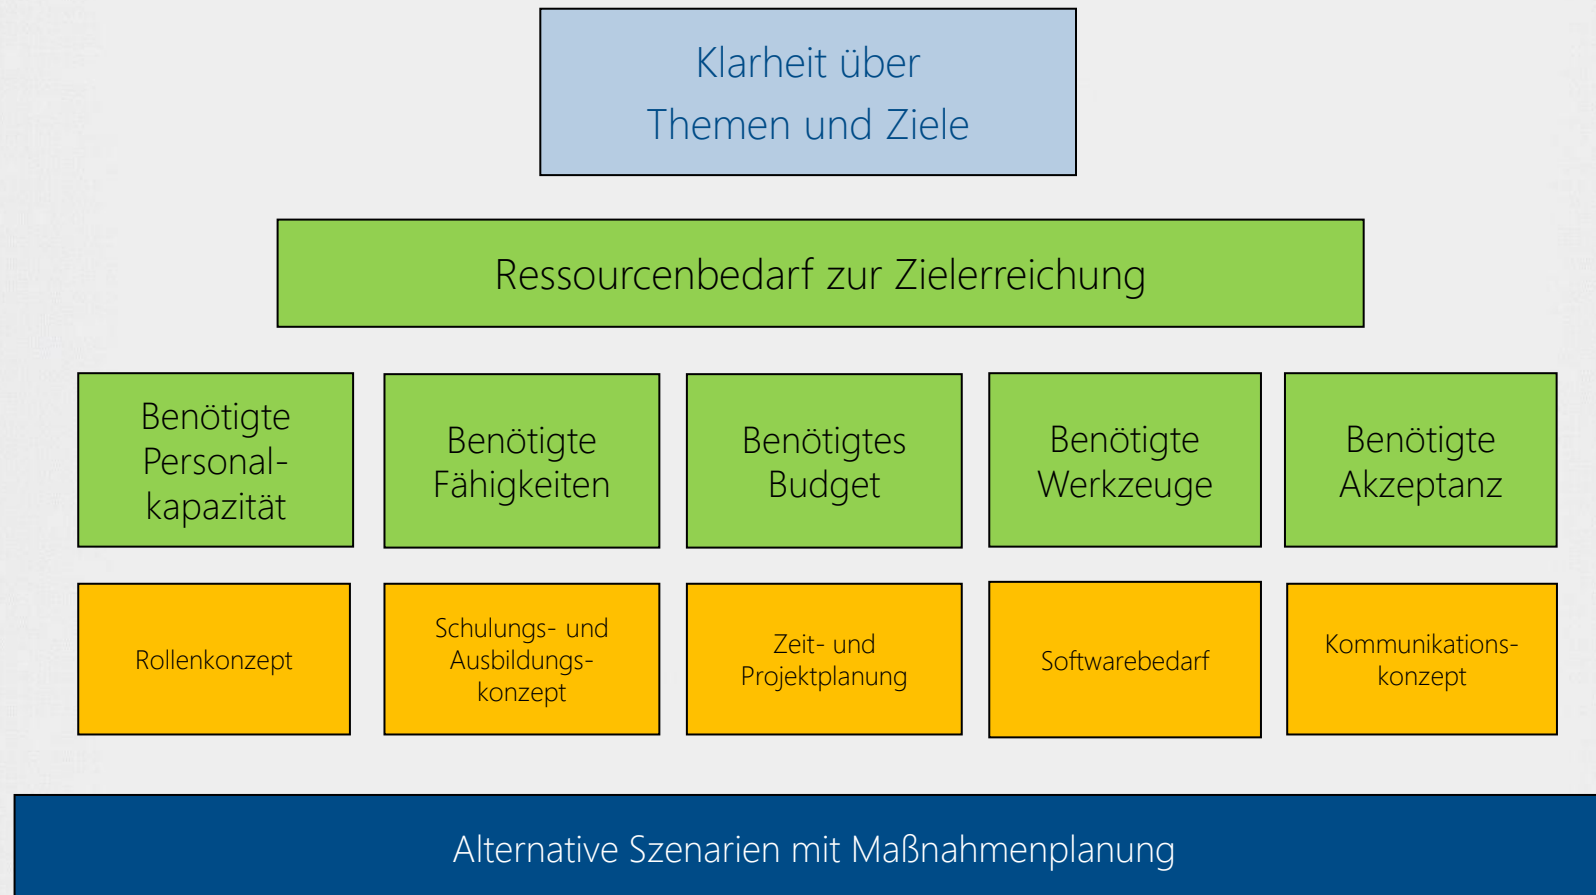 Klarheit über
Themen und Ziele
Ressourcenbedarf zur Zielerreichung
Benötigte
Personal-
kapazität
Benötigte
Fähigkeiten
Benötigtes
Budget
Benötigte
Werkzeuge
Benötigte
Akzeptanz
Rollenkonzept
Schulungs- und
Ausbildungs-
konzept
Zeit- und
Projektplanung
Softwarebedarf
Kommunikations-
konzept
Alternative Szenarien mit Maßnahmenplanung